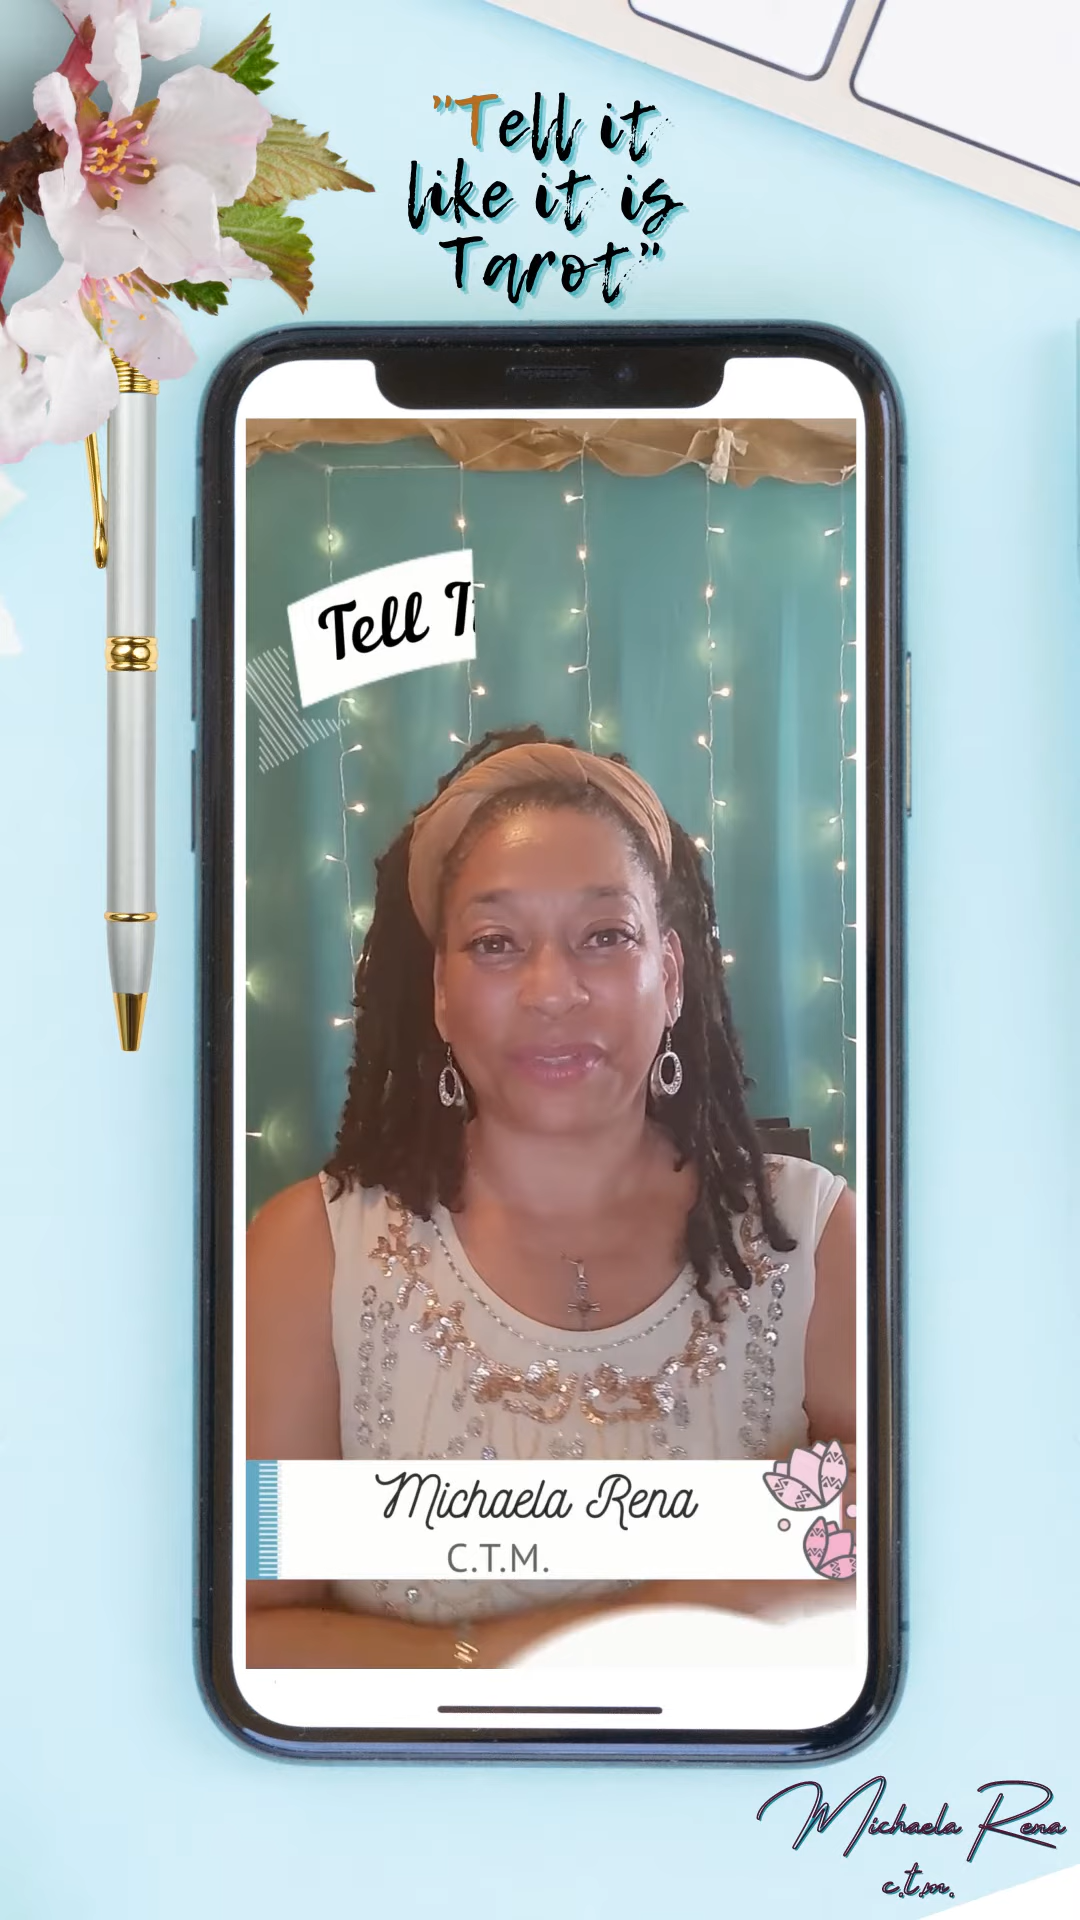 "Tell it
like it is
Tarot"
Tell
Michaela Rena
C.T.M.
Michaela Rena
c.t.m.